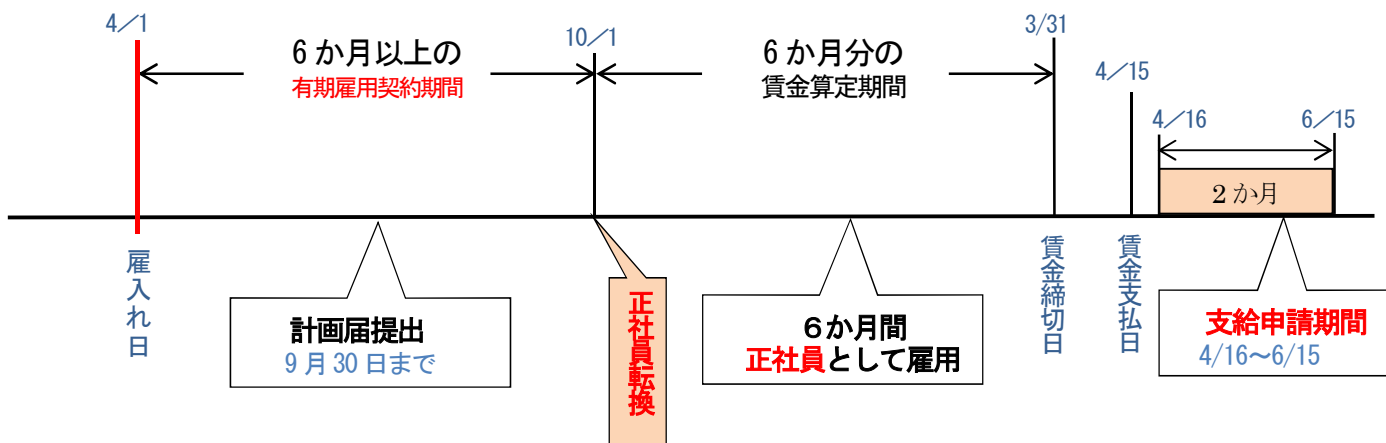 4／1
6か月以上の
有期雇用契約期間
10／1
6か月分の
賃金算定期間
3/31
4／15
4／16
6／15
2か月
雇入れ日
計画届提出
9月30日まで
正社員転換
６か月間
正社員として雇用
賃金締切日
賃金支払日
支給申請期間
4/16～6/15